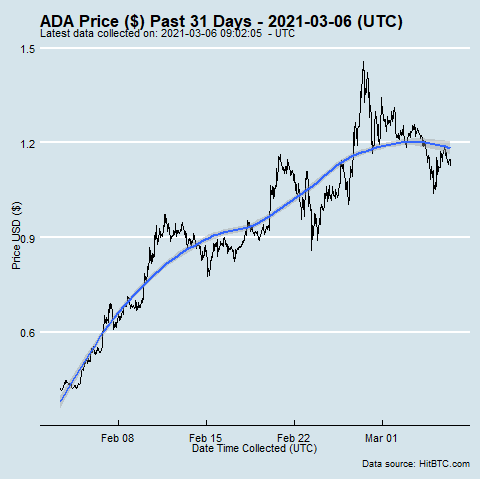 ADA Price ($) Past 31 Days - 2021-03-06 (UTC)
Latest data collected on: 2021-03-06 09:02:05  - UTC
1.5
1.2
0.9
0.6
Price USD ($)
Feb 08
Feb 15
Feb 22
Mar 01
Date Time Collected (UTC)
Data source: HitBTC.com